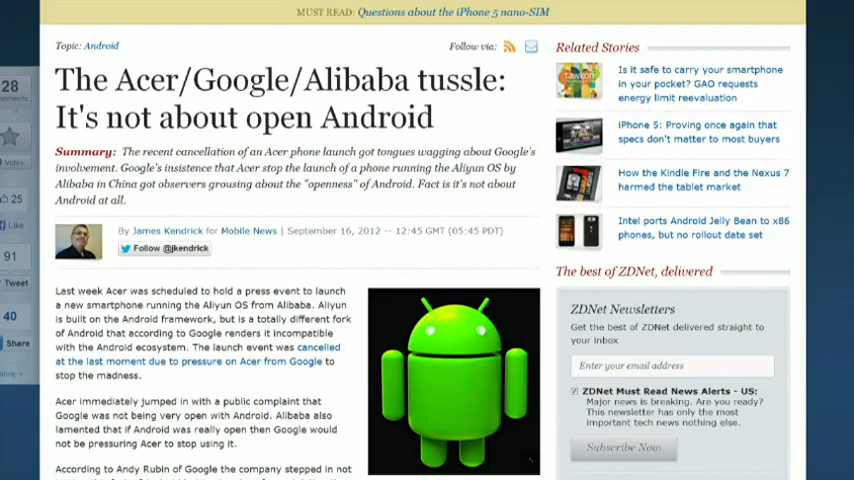 MUST READ: Questions about the iPhone 5 nano-SIM
Topic: Android
Follow via:
The Acer/Google/Alibaba tussle:
It's not about open Android
Summary: The recent cancellation of an Acer phone launch got tongues wagging about Google's
involvement. Google's insistence that Acer stop the launch of a phone running the Aliyun OS by
Alibaba in China got observers grousing about the "openness" of Android. Fact is it's not about
Android at all.
By James Kendrick for Mobile News | September 16, 2012 -- 12:45 GMT (05:45 PDT)
Follow @jkendrick
Last week Acer was scheduled to hold a press event to launch
a new smartphone running the Aliyun OS from Alibaba. Aliyun
is built on the Android framework, but is a totally different fork
of Android that according to Google renders it incompatible
with the Android ecosystem. The launch event was cancelled
at the last moment due to pressure on Acer from Google to
stop the madness.
Acer immediately jumped in with a public complaint that
Google was not being very open with Android. Alibaba also
lamented that if Android was really open then Google would
not be pressuring Acer to stop using it.
According to Andy Rubin of Google the company stepped in not
28
omments
Votes
25
Like
91
Tweet
40
Share
more +
Related Stories
Is it safe to carry your smartphone
in your pocket? GAO requests
energy limit reevaluation
iPhone 5: Proving once again that
specs don't matter to most buyers
How the Kindle Fire and the Nexus 7
harmed the tablet market
Intel ports Android Jelly Bean to x86
phones, but no rollout date set
The best of ZDNet, delivered
ZDNet Newsletters
Get the best of ZDNet delivered straight to
your inbox
Enter your email address
ZDNet Must Read News Alerts - US:
Major news is breaking. Are you ready?
This newsletter has only the most
important tech news nothing else.
Subscribe Now